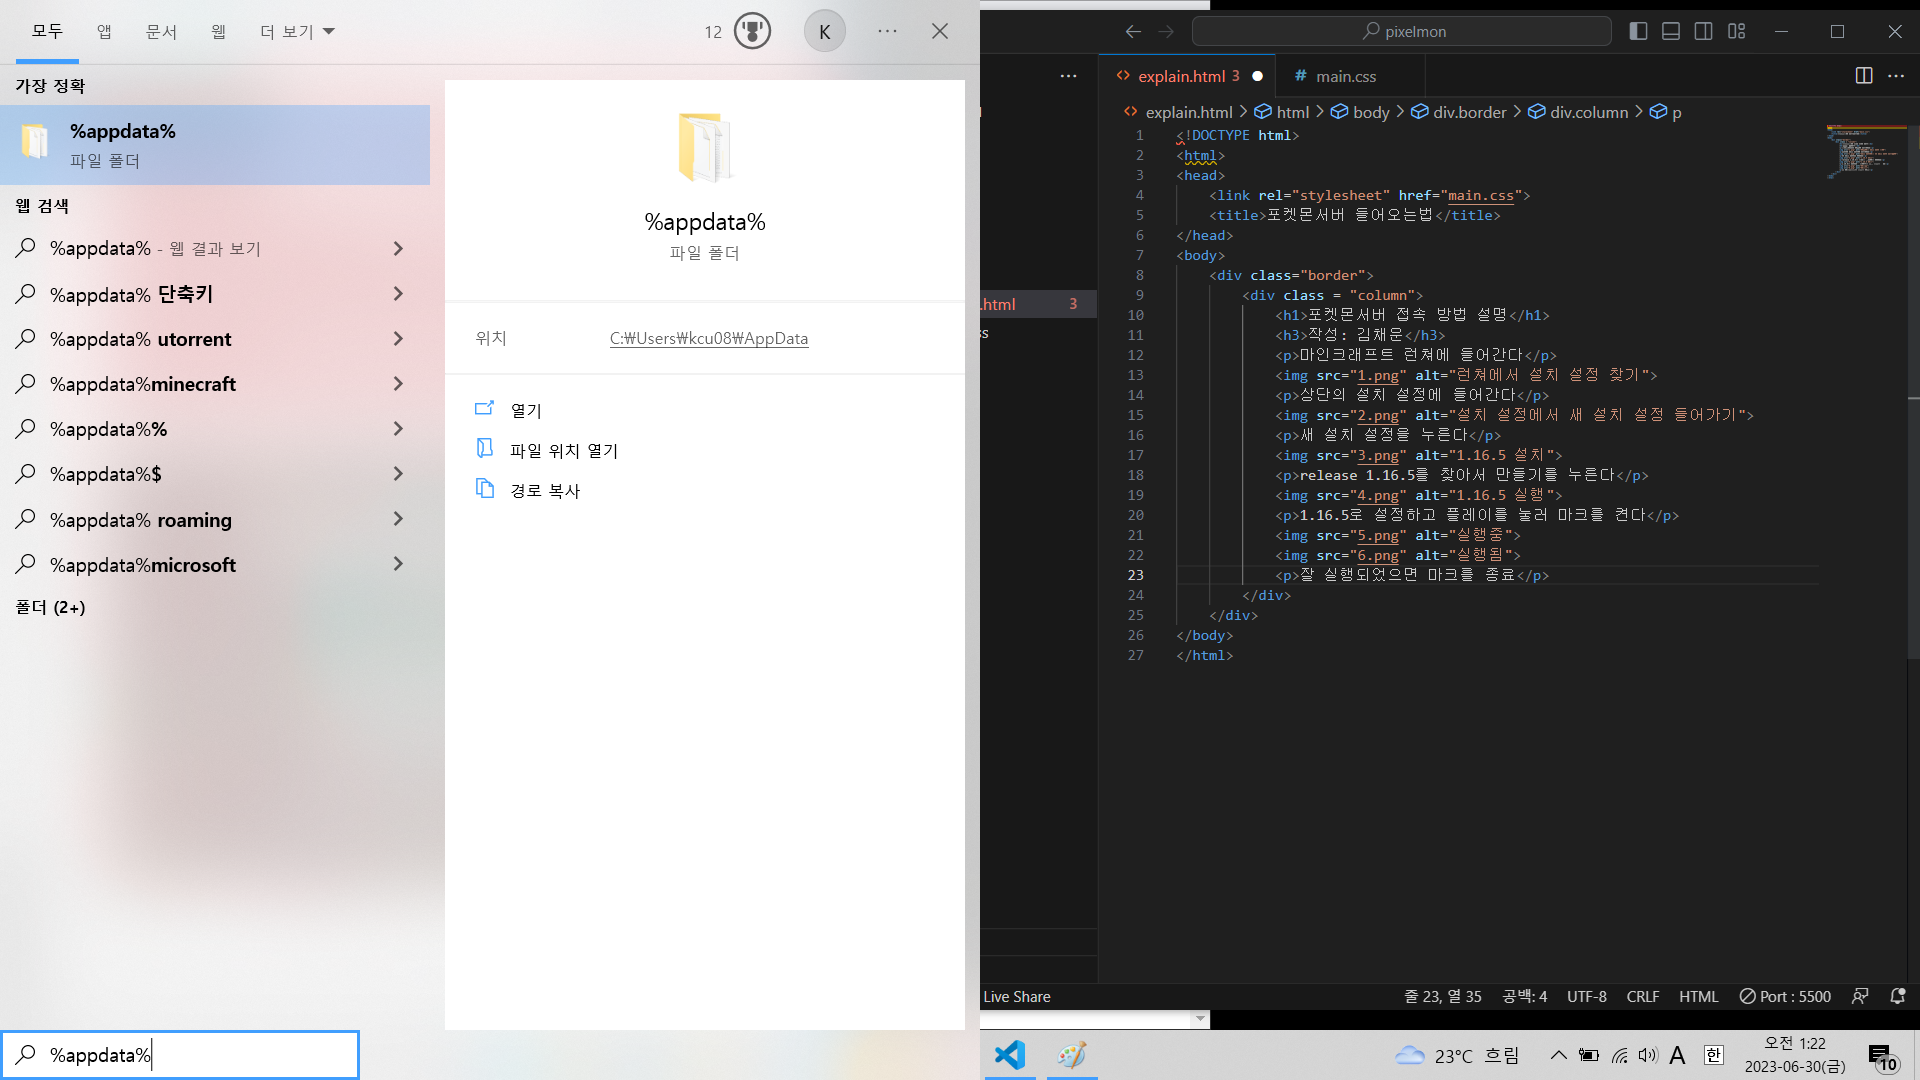 모두
앱
문서
웹
더 보기
12
K
가장 정확
%appdata%
파일 폴더
웹 검색
%appdata% - 웹 결과 보기
%appdata% 단축키
%appdata% utorrent
%appdata%minecraft
%appdata%%
%appdata%$
%appdata% roaming
%appdata%microsoft
폴더 (2+)
%appdata%
파일 폴더
위치
C:₩Users₩kcu08₩AppData
열기
파일 위치 열기
경로 복사
%appdata%
pixelmon
.html 3
explain.html 3
# main.css
explain.html > html > body > div.border > div.column > p
1 <!DOCTYPE html>
2 <html>
3 <head>
4 <link rel="stylesheet" href="main.css">
5 <title>포켓몬서버 들어오는법</title>
6 </head>
7 <body>
8 <div class="border">
9 <div class = "column">
10 <h1>포켓몬서버 접속 방법 설명</h1>
11 <h3>작성: 김채운</h3>
12 <p>마인크래프트 런쳐에 들어간다</p>
13 <img src="1.png" alt="런쳐에서 설치 설정 찾기">
14 <p>상단의 설치 설정에 들어간다</p>
15 <img src="2.png" alt="설치 설정에서 새 설치 설정 들어가기">
16 <p>새 설치 설정을 누른다</p>
17 <img src="3.png" alt="1.16.5 설치">
18 <p>release 1.16.5를 찾아서 만들기를 누른다</p>
19 <img src="4.png" alt="1.16.5 실행">
20 <p>1.16.5로 설정하고 플레이를 눌러 마크를 켠다</p>
21 <img src="5.png" alt="실행중">
22 <img src="6.png" alt="실행됨">
23 <p>잘 실행되었으면 마크를 종료</p>
24 </div>
25 </div>
26 </body>
27 </html>
Live Share
줄 23, 열 35
공백: 4
UTF-8
CRLF
HTML
Port : 5500
23°C 흐림
A
한
오전 1:22
2023-06-30(금)
10